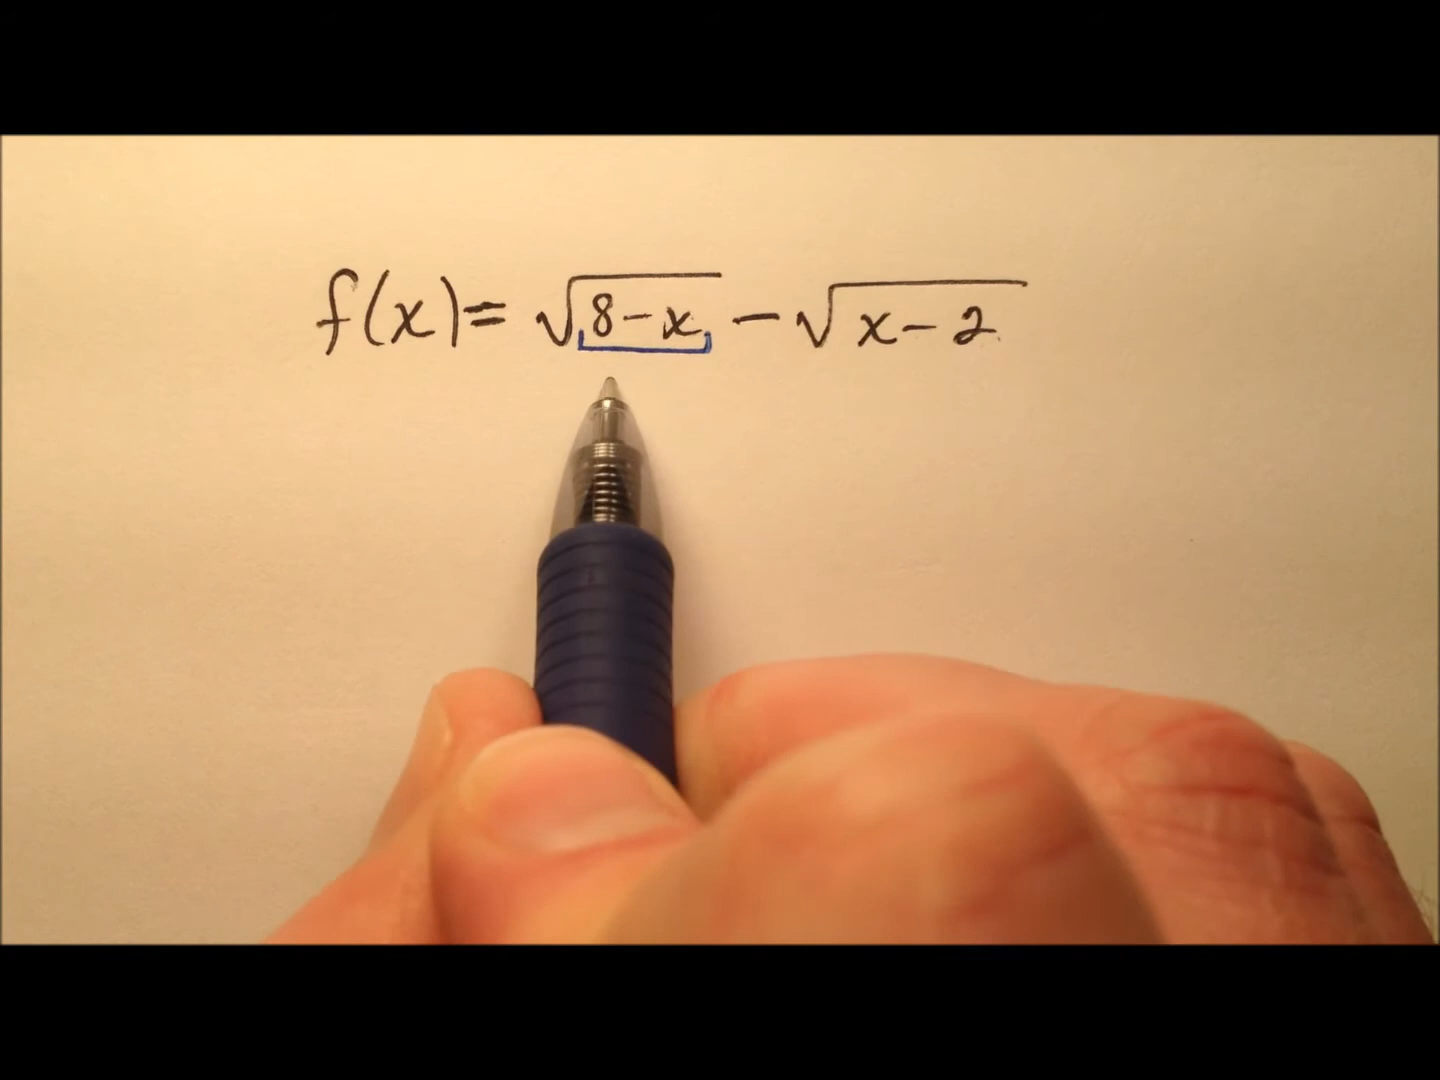 f(x) = √(8-x) - √(x-2)